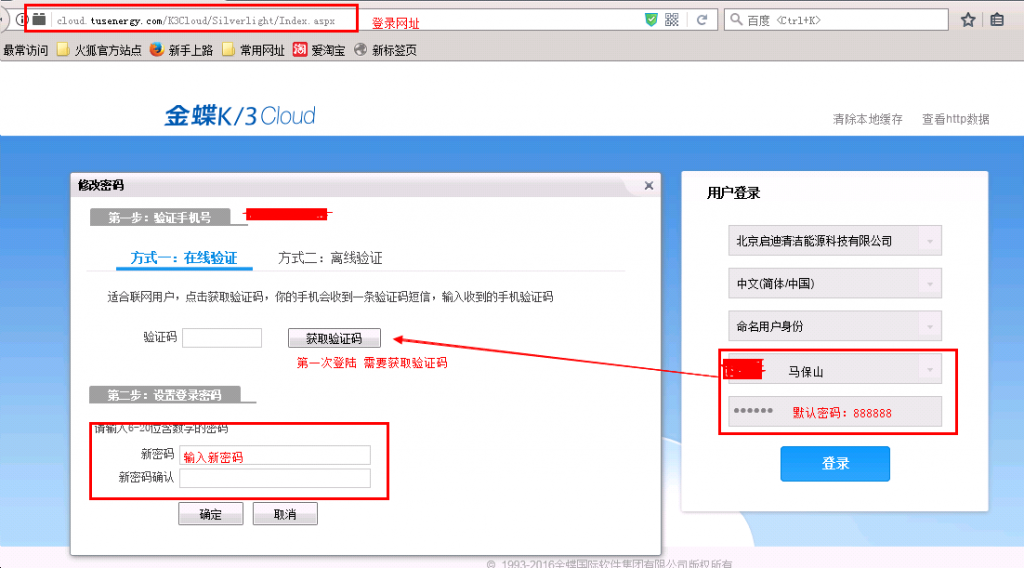 cloud.tusenergy.com/K3Cloud/Silverlight/Index.aspx
登录网址
百度 <Ctrl+K>
最常访问 火狐官方站点 新手上路 常用网址 爱淘宝 新标签页
金蝶K/3 Cloud
清除本地缓存 查看http数据
修改密码
第一步：验证手机号
方式一：在线验证 方式二：离线验证
适合联网用户，点击获取验证码，你的手机会收到一条验证码短信，输入收到的手机验证码
验证码 获取验证码
第一次登陆 需要获取验证码
第二步：设置登录密码
请输入6-20位含数字的密码
新密码 输入新密码
新密码确认
确定 取消
用户登录
北京启迪清洁能源科技有限公司
中文(简体/中国)
命名用户身份
马保山
默认密码：888888
登录
© 1993-2016金蝶国际软件集团有限公司版权所有